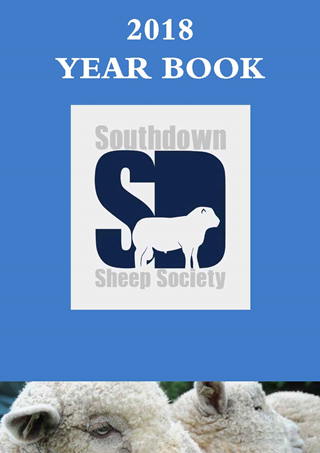 2018
YEAR BOOK
Southdown
SD
Sheep Society